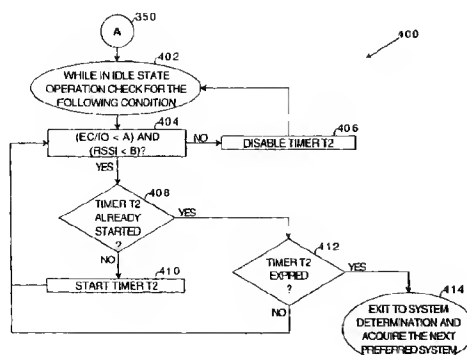 A
350
402
400
WHILE IN IDLE STATE
OPERATION CHECK FOR THE
FOLLOWING CONDITION
404
(EC/IO < A) AND
(RSSI < B)?
NO
406
DISABLE TIMER T2
YES
408
TIMER T2
ALREADY
STARTED
?
YES
NO
410
START TIMER T2
412
TIMER T2
EXPIRED
?
YES
NO
414
EXIT TO SYSTEM
DETERMINATION AND
ACQUIRE THE NEXT
PREFERRED SYSTEM